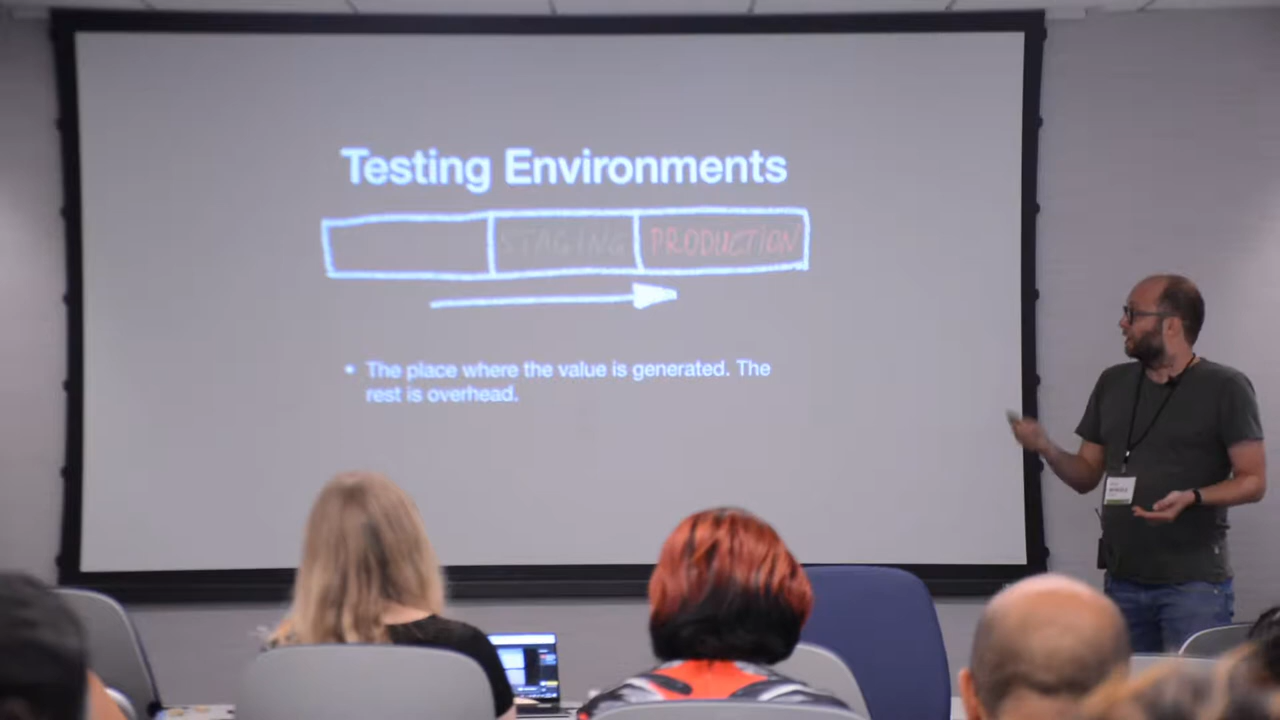 Testing Environments
STAGING PRODUCTION
• The place where the value is generated. The
rest is overhead.